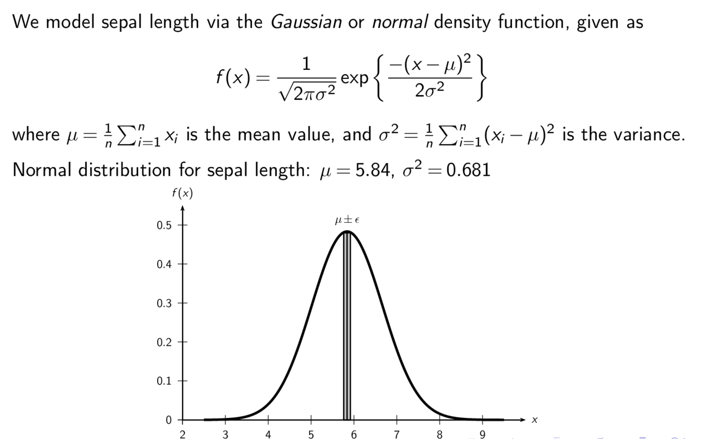 We model sepal length via the Gaussian or normal density function, given as
f(x) = 1/√(2πσ²) exp{−(x − μ)²/2σ²}
where μ = 1/n ∑ⁿᵢ₌₁ xᵢ is the mean value, and σ² = 1/n ∑ⁿᵢ₌₁(xᵢ − μ)² is the variance.
Normal distribution for sepal length: μ = 5.84, σ² = 0.681
f(x)
μ ± ϵ
0.5
0.4
0.3
0.2
0.1
0
x
2 3 4 5 6 7 8 9